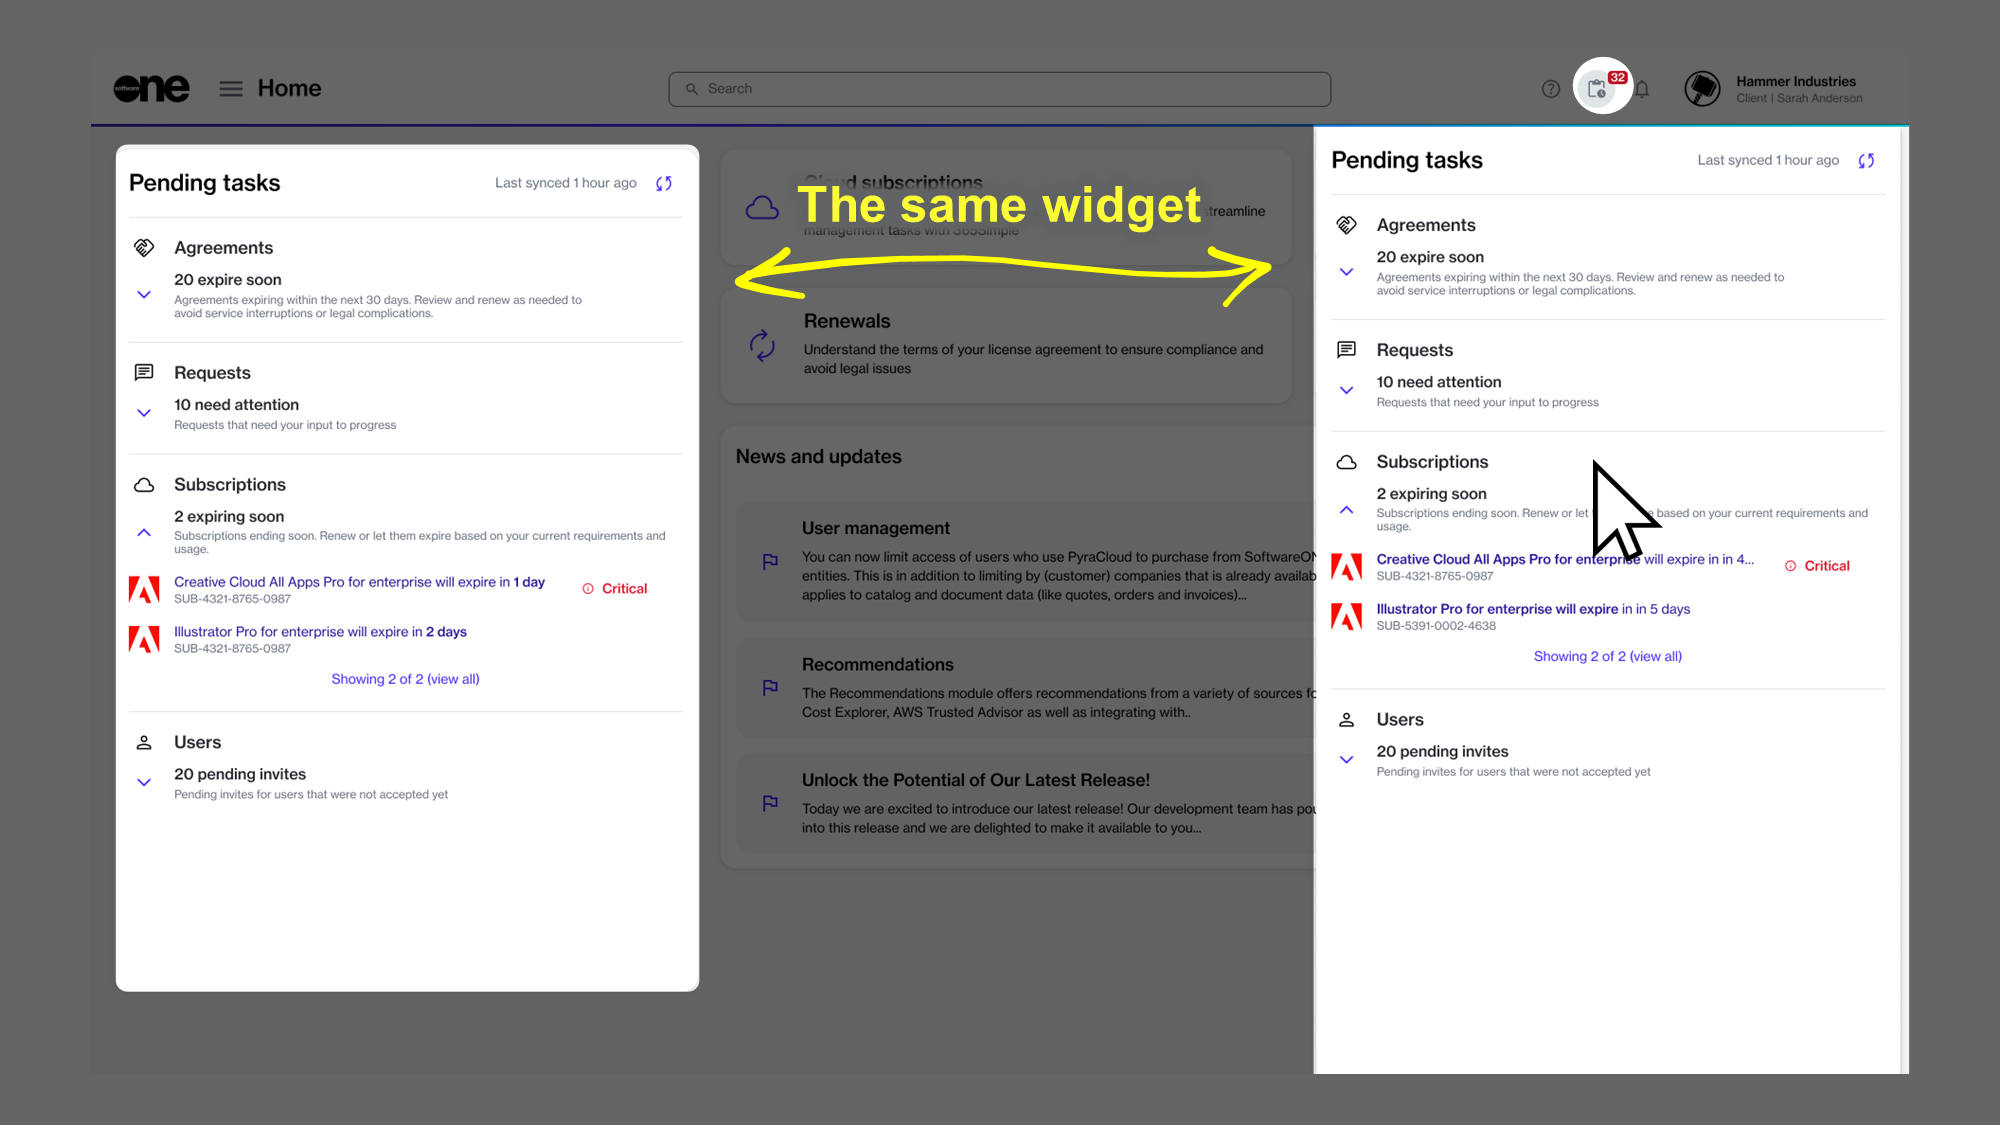 software
one
Home
Search
32
Hammer Industries
Client | Sarah Anderson
Pending tasks
Last synced 1 hour ago
Agreements
20 expire soon
Agreements expiring within the next 30 days. Review and renew as needed to
avoid service interruptions or legal complications.
Requests
10 need attention
Requests that need your input to progress
Subscriptions
2 expiring soon
Subscriptions ending soon. Renew or let them expire based on your current requirements and
usage.
Creative Cloud All Apps Pro for enterprise will expire in 1 day
SUB-4321-8765-0987
Critical
Illustrator Pro for enterprise will expire in 2 days
SUB-4321-8765-0987
Showing 2 of 2 (view all)
Users
20 pending invites
Pending invites for users that were not accepted yet
Cloud subscriptions
The same widget
streamline
management tasks with 365Simple
Renewals
Understand the terms of your license agreement to ensure compliance and
avoid legal issues
News and updates
User management
You can now limit access of users who use PyraCloud to purchase from SoftwareON
entities. This is in addition to limiting by (customer) companies that is already availab
applies to catalog and document data (like quotes, orders and invoices)...
Recommendations
The Recommendations module offers recommendations from a variety of sources fo
Cost Explorer, AWS Trusted Advisor as well as integrating with..
Unlock the Potential of Our Latest Release!
Today we are excited to introduce our latest release! Our development team has pou
into this release and we are delighted to make it available to you...
Pending tasks
Last synced 1 hour ago
Agreements
20 expire soon
Agreements expiring within the next 30 days. Review and renew as needed to
avoid service interruptions or legal complications.
Requests
10 need attention
Requests that need your input to progress
Subscriptions
2 expiring soon
Subscriptions ending soon. Renew or let based on your current requirements and
usage.
Creative Cloud All Apps Pro for enterprise will expire in in 4...
SUB-4321-8765-0987
Critical
Illustrator Pro for enterprise will expire in in 5 days
SUB-5391-0002-4638
Showing 2 of 2 (view all)
Users
20 pending invites
Pending invites for users that were not accepted yet